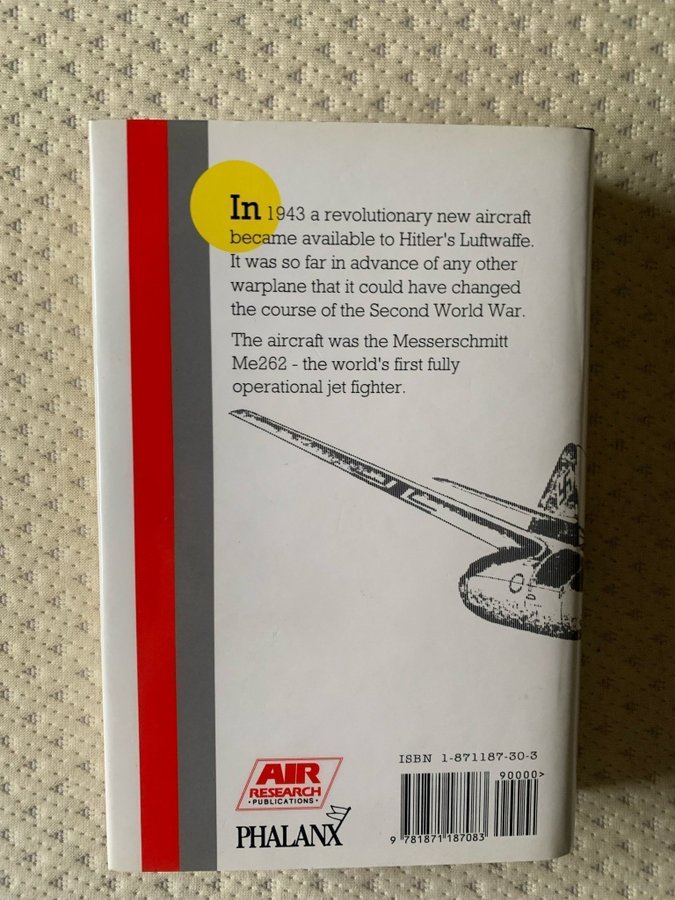 In 1943 a revolutionary new aircraft
became available to Hitler's Luftwaffe.
It was so far in advance of any other
warplane that it could have changed
the course of the Second World War.
The aircraft was the Messerschmitt
Me262 - the world's first fully
operational jet fighter.
ISBN 1-871187-30-3
90000>
9 781871 187083
AIR
RESEARCH
·PUBLICATIONS·
PHALANX